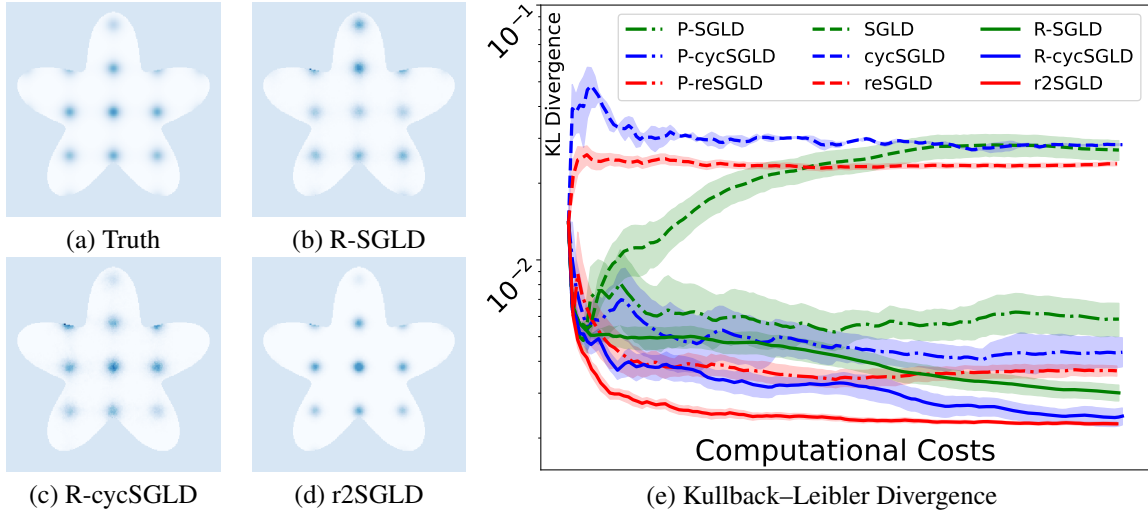 (a) Truth
(b) R-SGLD
(c) R-cycSGLD
(d) r2SGLD
10⁻¹
10⁻²
KL Divergence
P-SGLD
P-cycSGLD
P-reSGLD
SGLD
cycSGLD
reSGLD
R-SGLD
R-cycSGLD
r2SGLD
Computational Costs
(e) Kullback–Leibler Divergence